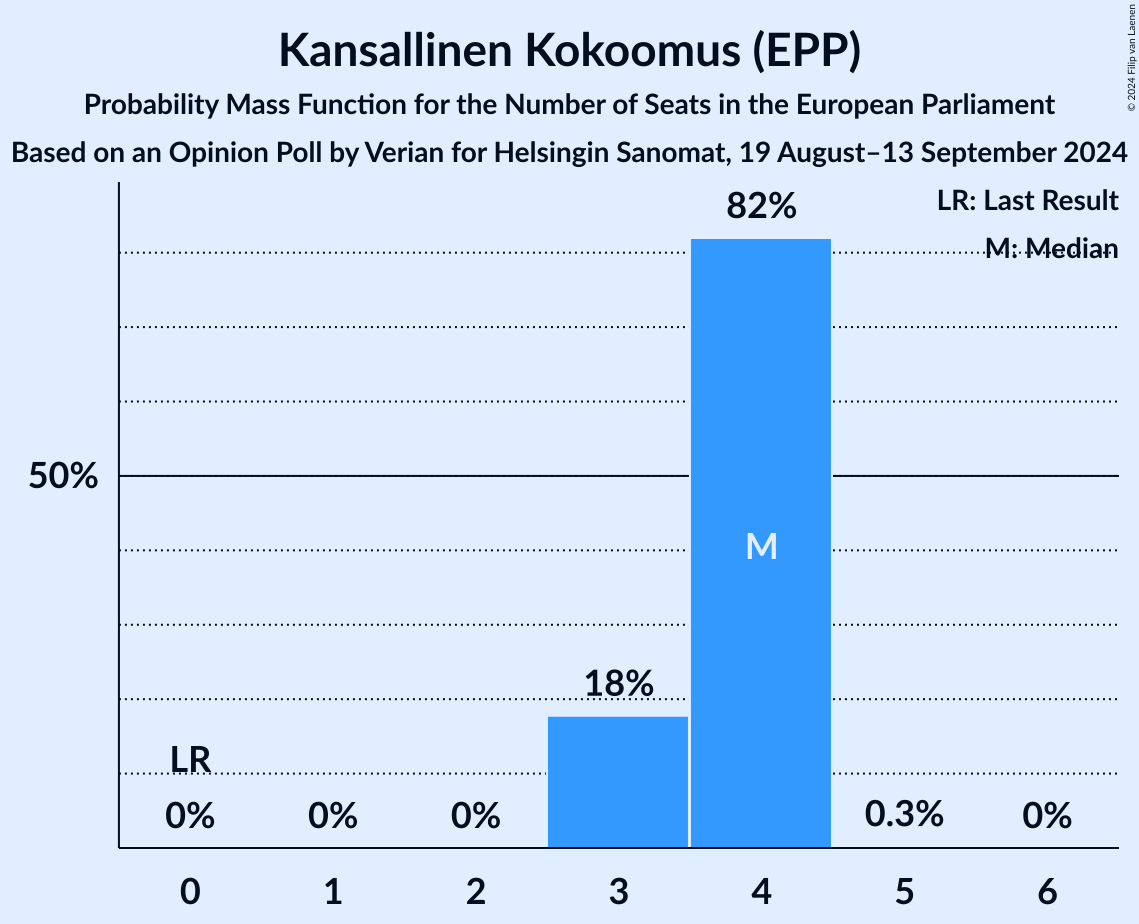 Kansallinen Kokoomus (EPP)
Probability Mass Function for the Number of Seats in the European Parliament
Based on an Opinion Poll by Verian for Helsingin Sanomat, 19 August–13 September 2024
© 2024 Filip van Laenen
LR: Last Result
M: Median
82%
50%
M
18%
LR
0% 0% 0% 0.3% 0%
0 1 2 3 4 5 6